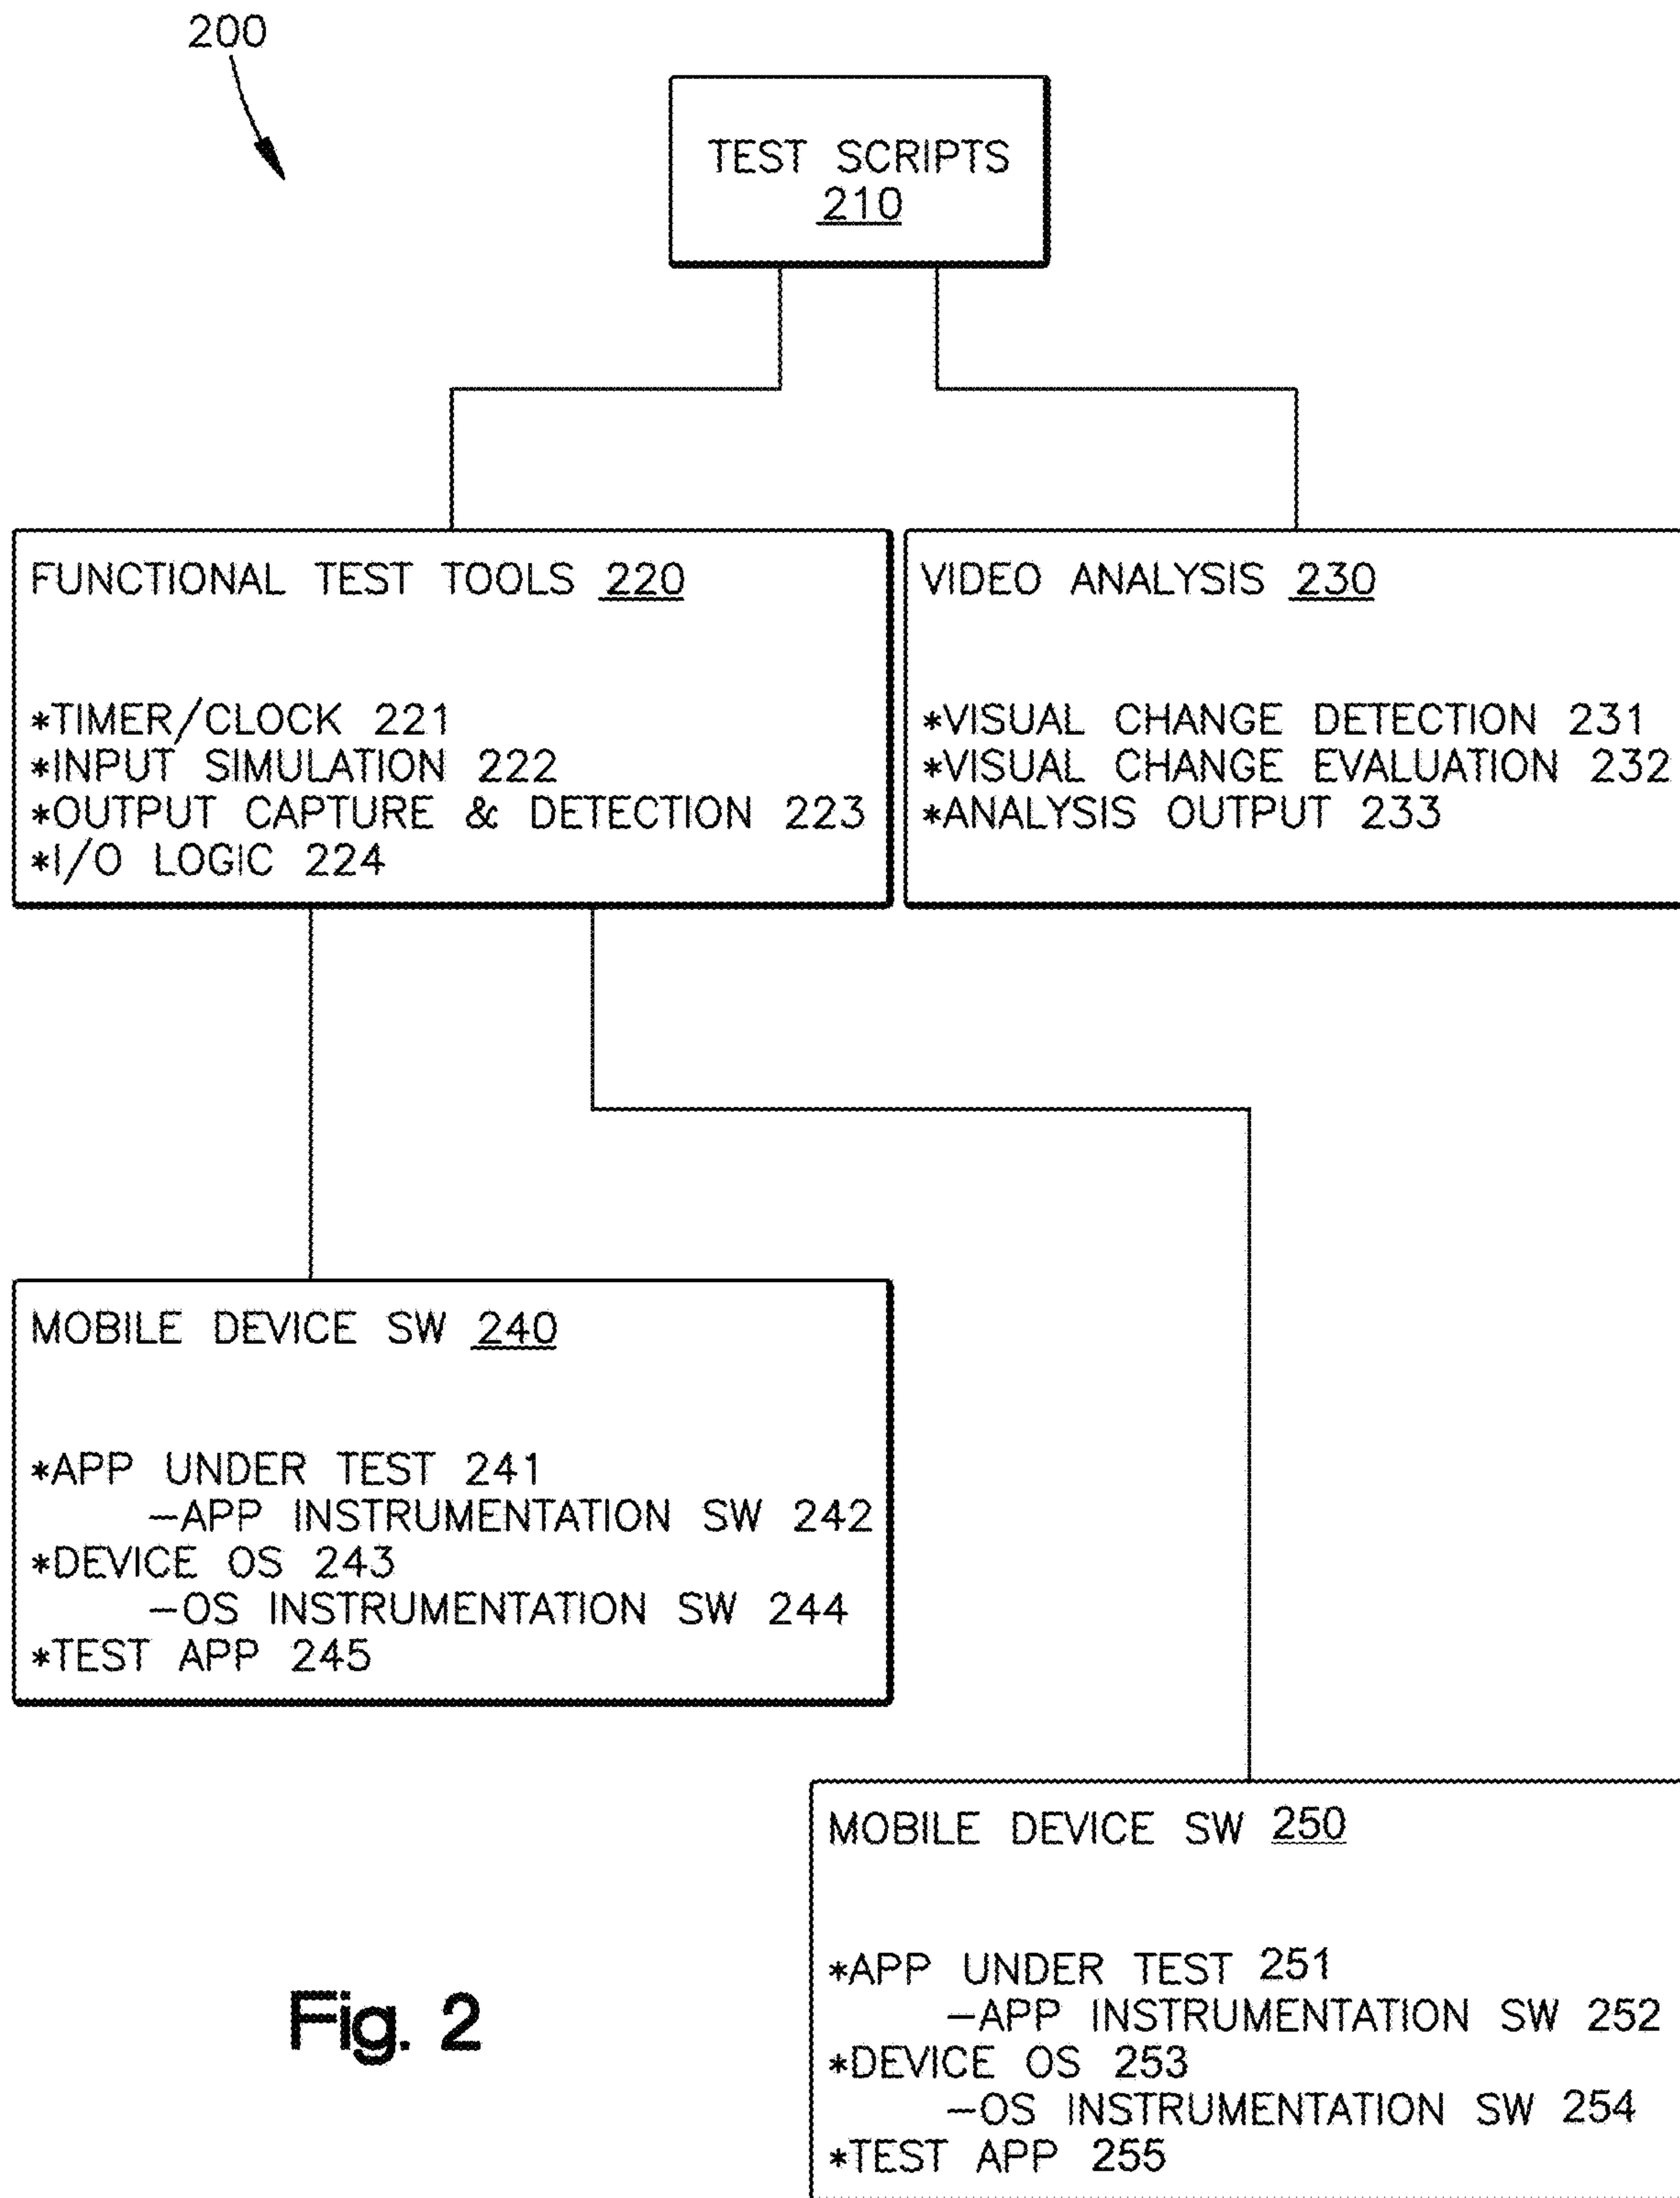 200
TEST SCRIPTS
210
FUNCTIONAL TEST TOOLS 220
*TIMER/CLOCK 221
*INPUT SIMULATION 222
*OUTPUT CAPTURE & DETECTION 223
*I/O LOGIC 224
VIDEO ANALYSIS 230
*VISUAL CHANGE DETECTION 231
*VISUAL CHANGE EVALUATION 232
*ANALYSIS OUTPUT 233
MOBILE DEVICE SW 240
*APP UNDER TEST 241
-APP INSTRUMENTATION SW 242
*DEVICE OS 243
-OS INSTRUMENTATION SW 244
*TEST APP 245
MOBILE DEVICE SW 250
*APP UNDER TEST 251
-APP INSTRUMENTATION SW 252
*DEVICE OS 253
-OS INSTRUMENTATION SW 254
*TEST APP 255
Fig. 2